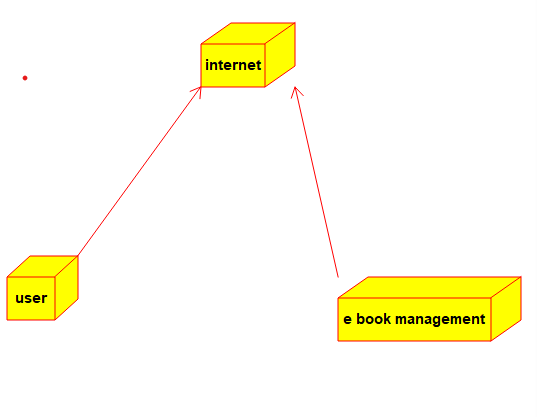 internet
user
e book management